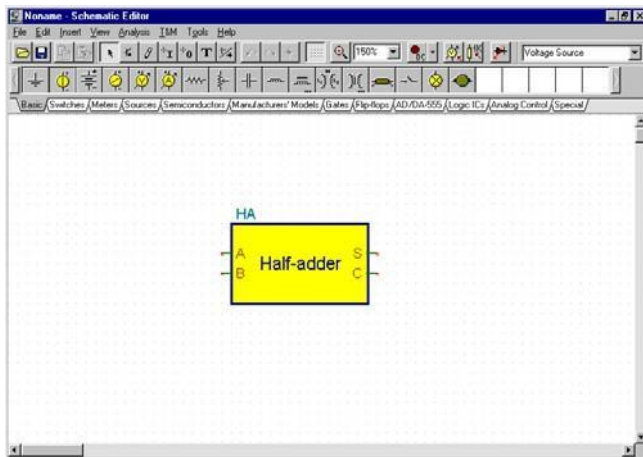 Noname - Schematic Editor
File Edit Insert View Analysis T&M Tools Help
150% DC Voltage Source
Basic Switches Meters Sources Semiconductors Manufacturers' Models Gates Flip-flops AD/DA-555 Logic ICs Analog Control Special
HA
A Half-adder S
B C